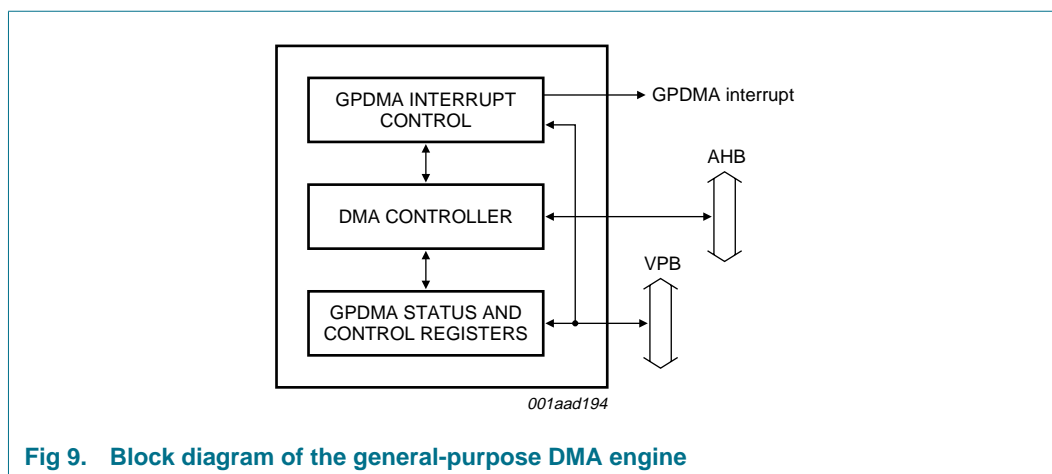 GPDMA INTERRUPT
CONTROL
GPDMA interrupt
AHB
DMA CONTROLLER
VPB
GPDMA STATUS AND
CONTROL REGISTERS
001aad194
Fig 9. Block diagram of the general-purpose DMA engine